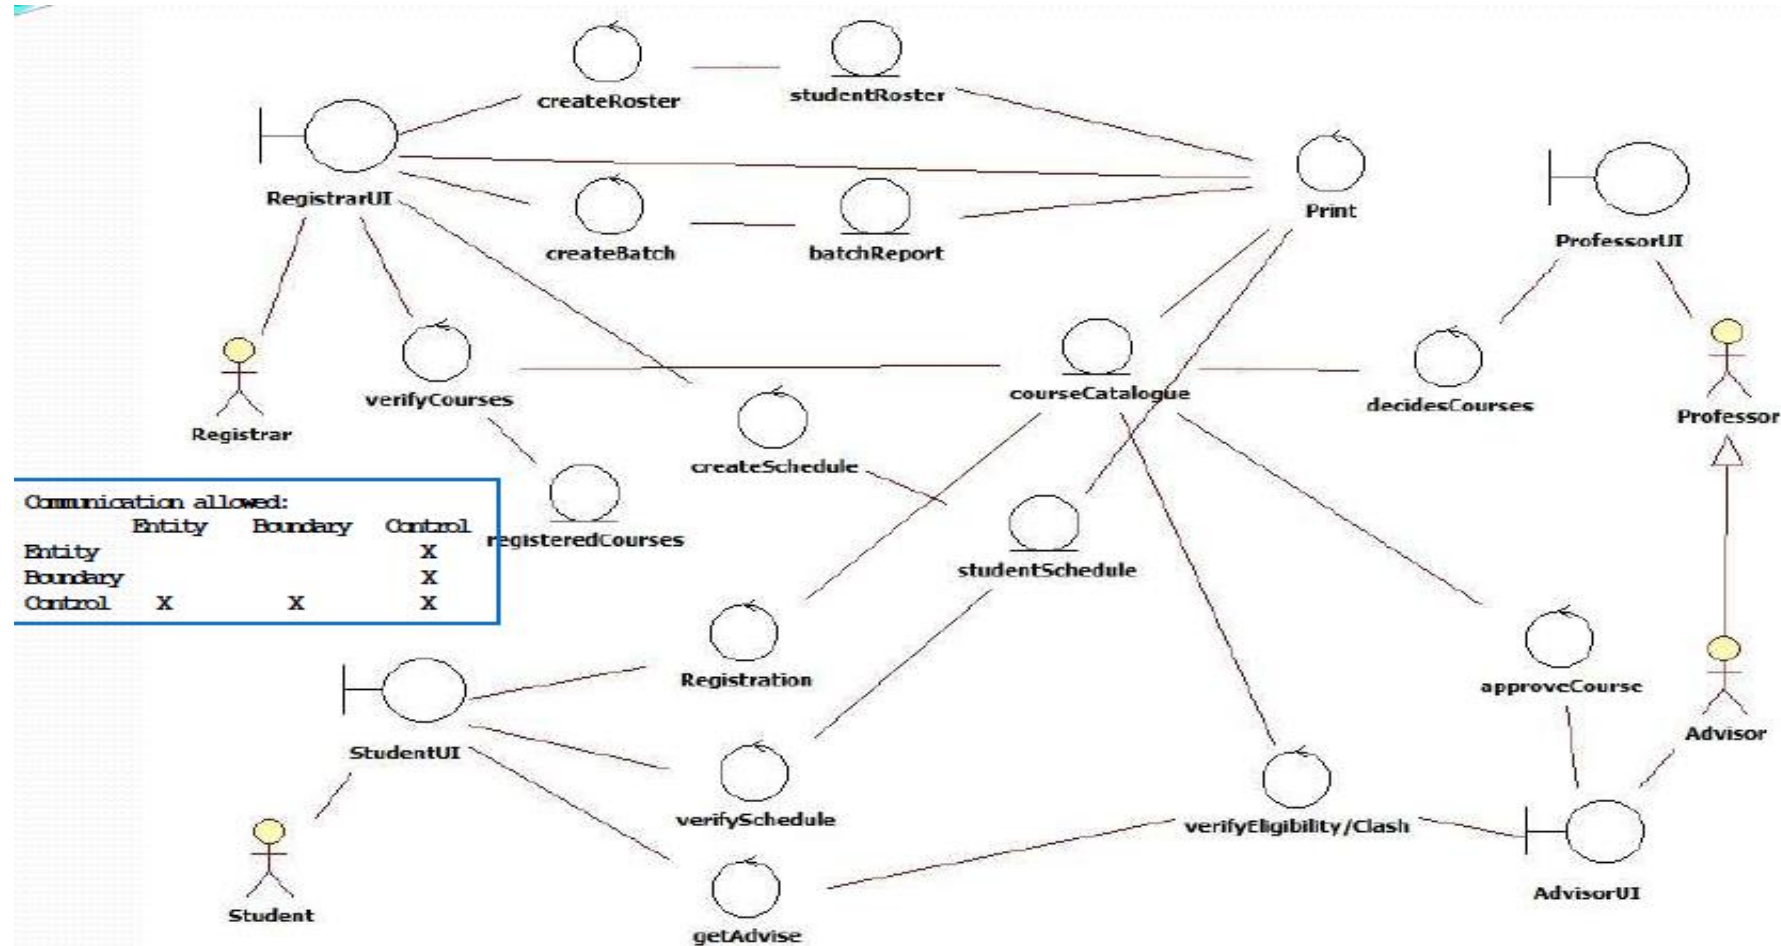 createRoster
studentRoster
RegistrarUI
Print
ProfessorUI
createBatch
batchReport
verifyCourses
courseCatalogue
decidesCourses
Professor
Registrar
createSchedule
Communication allowed:
Entity Boundary Control
Entity X
Boundary X
Control X X X
registeredCourses
studentSchedule
Registration
approveCourse
StudentUI
Advisor
verifySchedule
verifyEligibility/Clash
AdvisorUI
Student
getAdvise